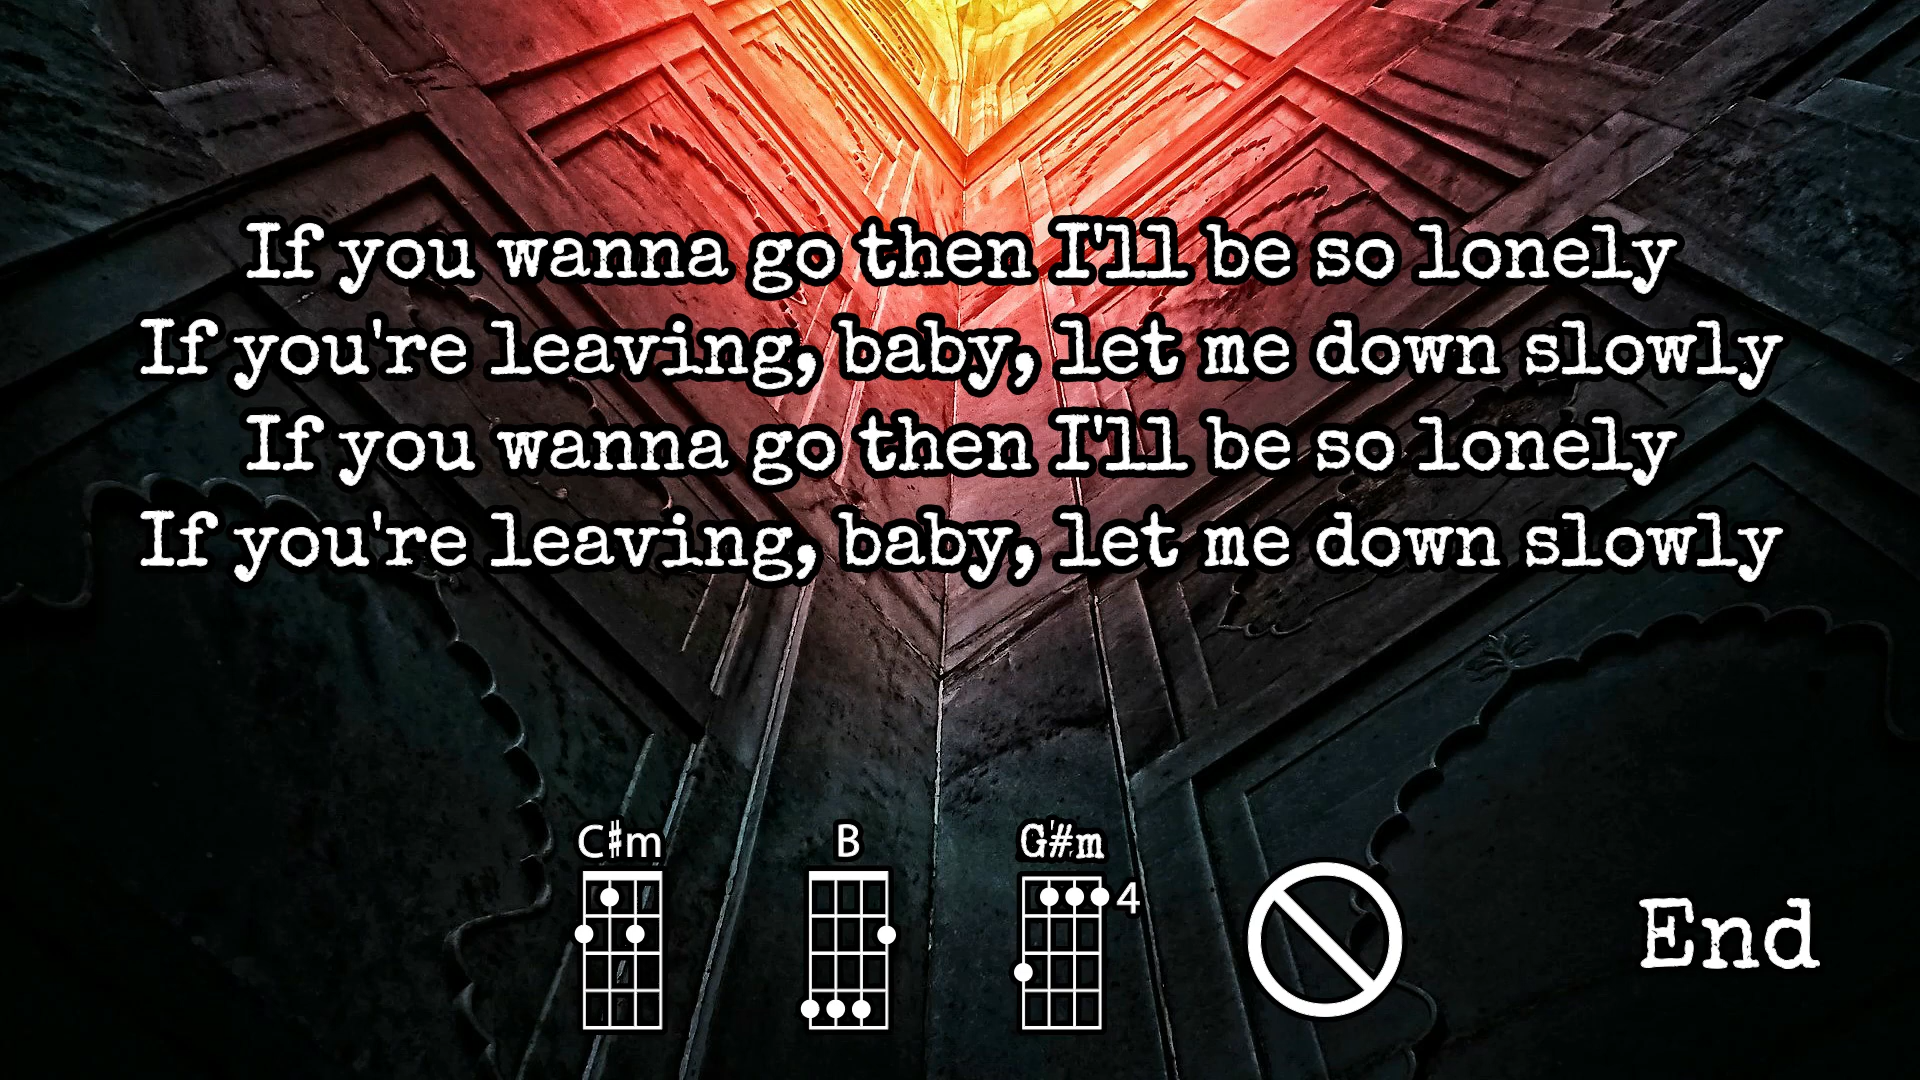 If you wanna go then I'll be so lonely
If you're leaving, baby, let me down slowly
If you wanna go then I'll be so lonely
If you're leaving, baby, let me down slowly
C#m B G#m
4
End